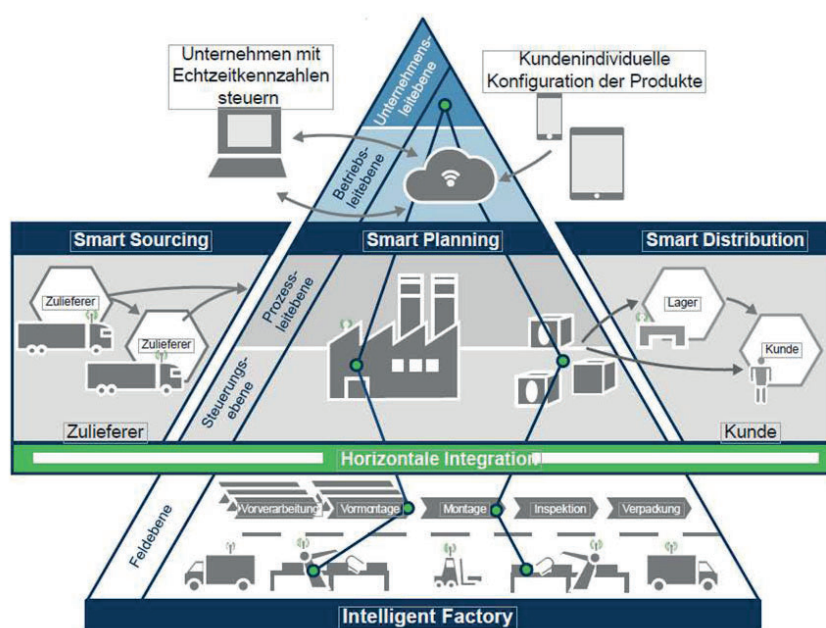 Unternehmen mit
Echtzeitkennzahlen
steuern
Kundenindividuelle
Konfiguration der Produkte
Unternehmens-
leitebene
Betriebs-
leitebene
Smart Sourcing
Smart Planning
Smart Distribution
Prozess-
leitebene
Steuerungs-
ebene
Zulieferer
Zulieferer
Lager
Kunde
Zulieferer
Kunde
Horizontale Integration
Feldebene
Vorverarbeitung
Vormontage
Montage
Inspektion
Verpackung
Intelligent Factory